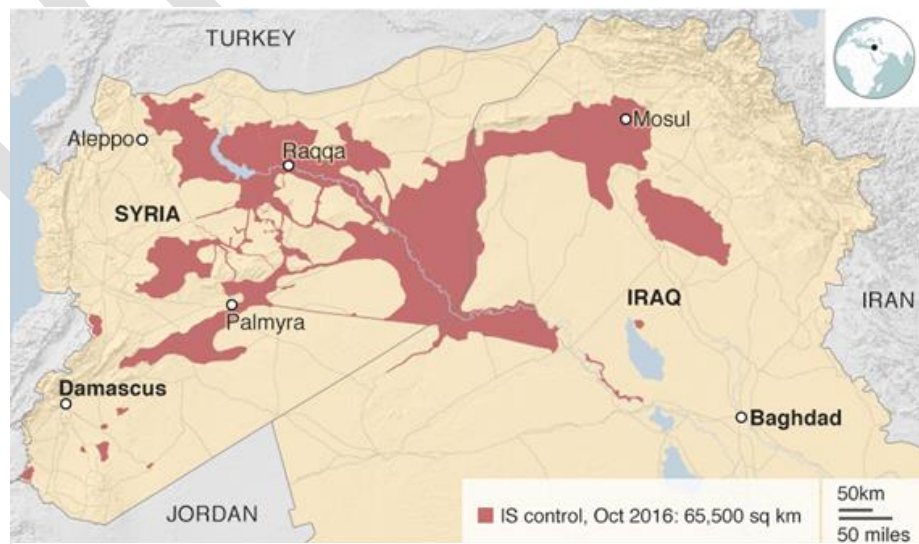 TURKEY
Aleppo
Mosul
Raqqa
SYRIA
IRAQ
IRAN
Palmyra
Damascus
Baghdad
JORDAN
IS control, Oct 2016: 65,500 sq km
50km
50 miles